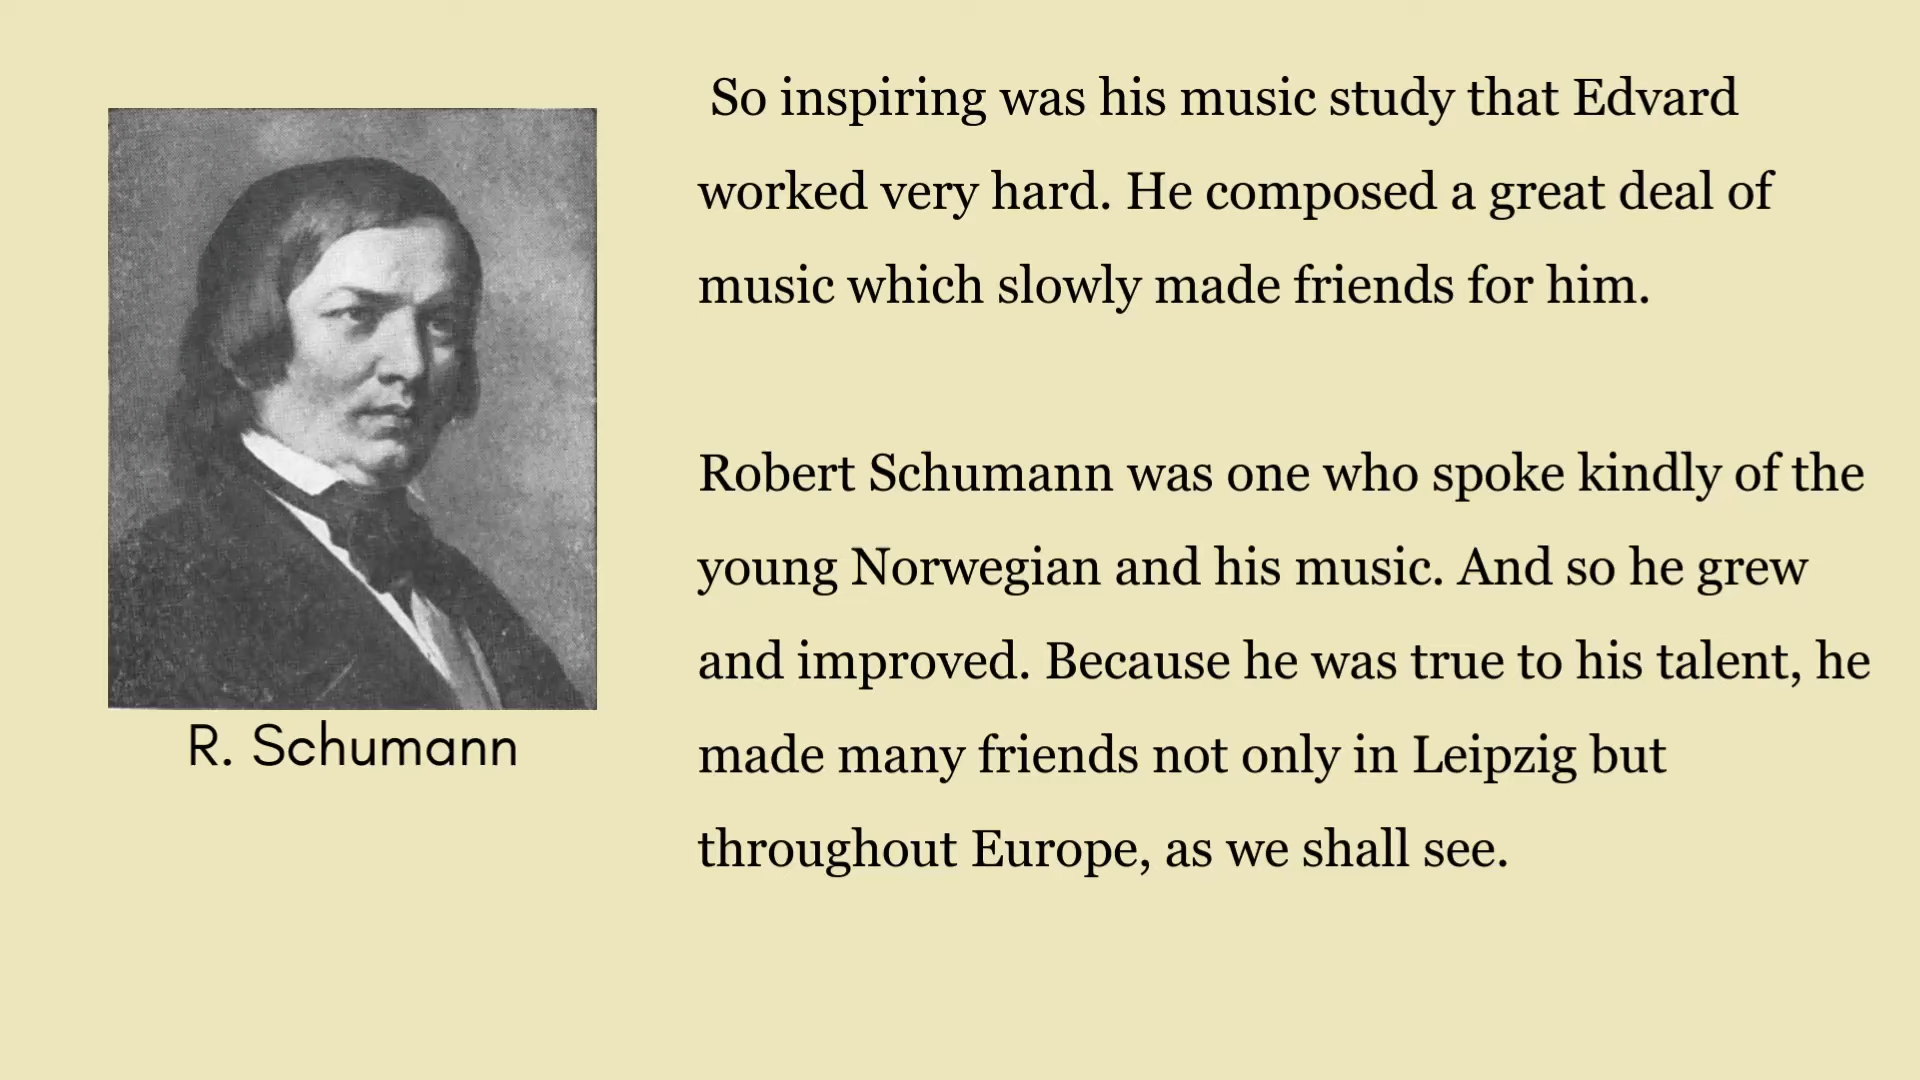 So inspiring was his music study that Edvard
worked very hard. He composed a great deal of
music which slowly made friends for him.
Robert Schumann was one who spoke kindly of the
young Norwegian and his music. And so he grew
and improved. Because he was true to his talent, he
made many friends not only in Leipzig but
throughout Europe, as we shall see.
R. Schumann